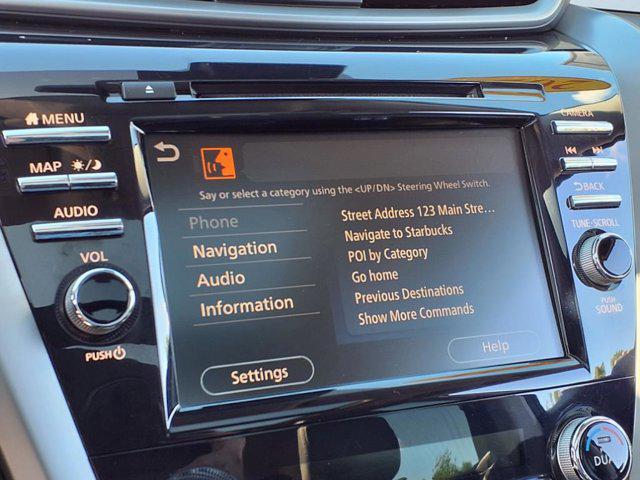 MENU
MAP
AUDIO
VOL
PUSH
Say or select a category using the <UP/DN> Steering Wheel Switch.
Phone
Navigation
Audio
Information
Settings
Street Address 123 Main Stre...
Navigate to Starbucks
POI by Category
Go home
Previous Destinations
Show More Commands
Help
CAMERA
BACK
TUNE·SCROLL
PUSH
SOUND